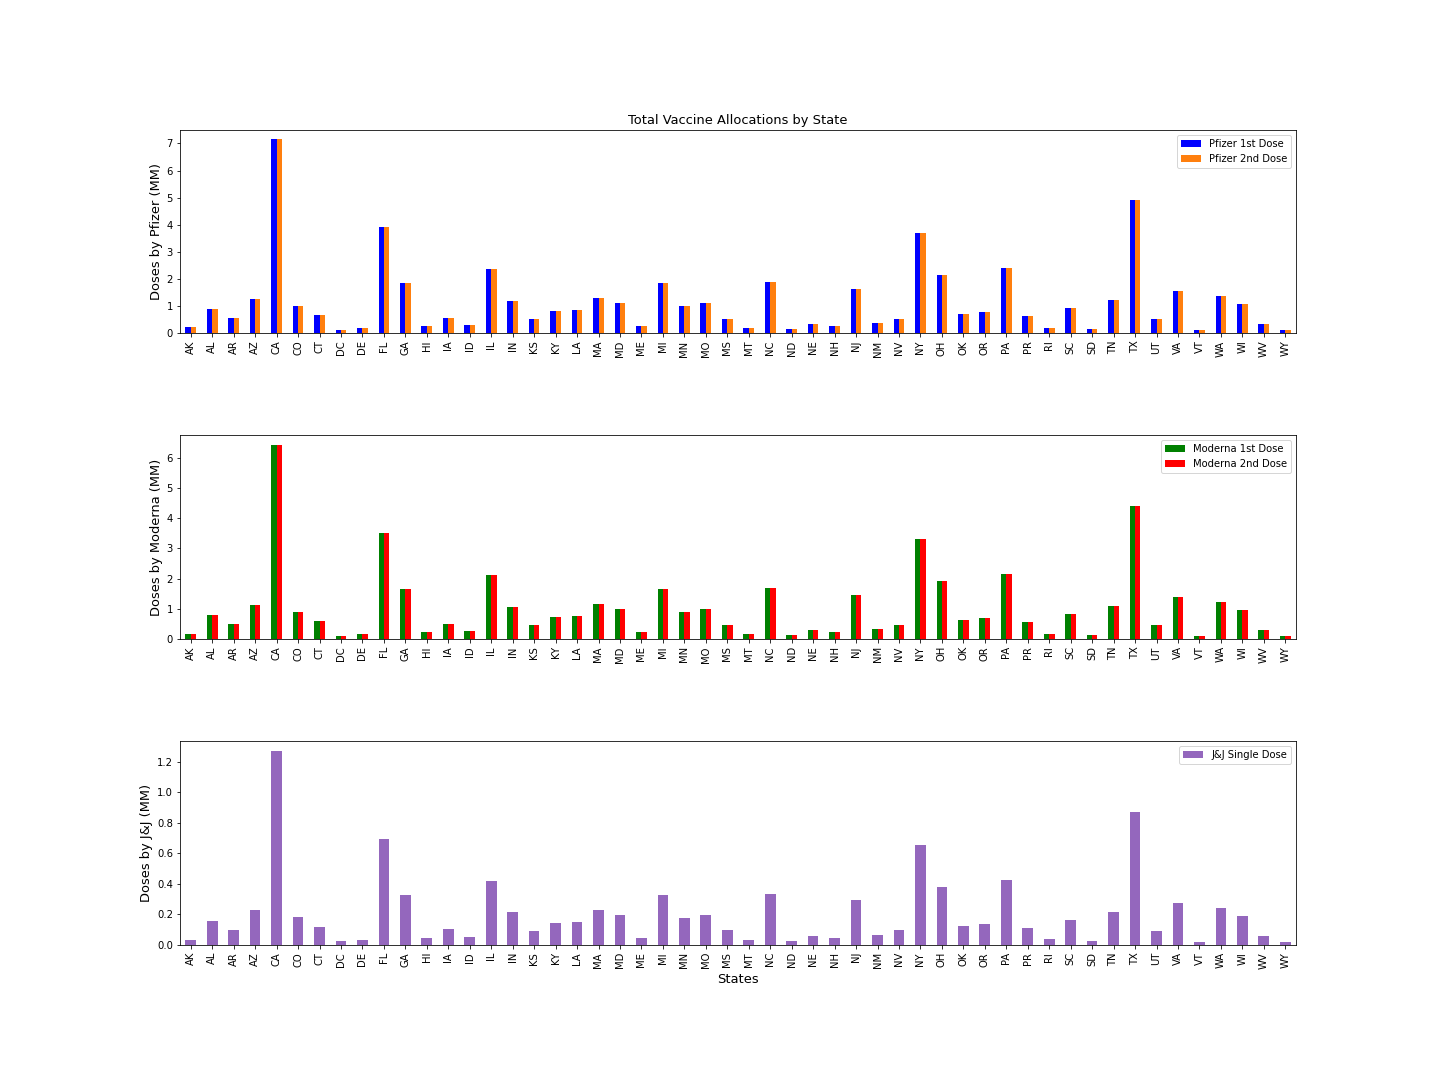 Total Vaccine Allocations by State
Doses by Pfizer (MM)
7
6
5
4
3
2
1
0
Pfizer 1st Dose
Pfizer 2nd Dose
AK AL AR AZ CA CO CT DC DE FL GA HI IA ID IL IN KS KY LA MA MD ME MI MN MO MS MT NC ND NE NH NJ NM NV NY OH OK OR PA PR RI SC SD TN TX UT VA VT WA WI WV WY
Doses by Moderna (MM)
6
5
4
3
2
1
0
Moderna 1st Dose
Moderna 2nd Dose
AK AL AR AZ CA CO CT DC DE FL GA HI IA ID IL IN KS KY LA MA MD ME MI MN MO MS MT NC ND NE NH NJ NM NV NY OH OK OR PA PR RI SC SD TN TX UT VA VT WA WI WV WY
Doses by J&J (MM)
1.2
1.0
0.8
0.6
0.4
0.2
0.0
J&J Single Dose
AK AL AR AZ CA CO CT DC DE FL GA HI IA ID IL IN KS KY LA MA MD ME MI MN MO MS MT NC ND NE NH NJ NM NV NY OH OK OR PA PR RI SC SD TN TX UT VA VT WA WI WV WY
States